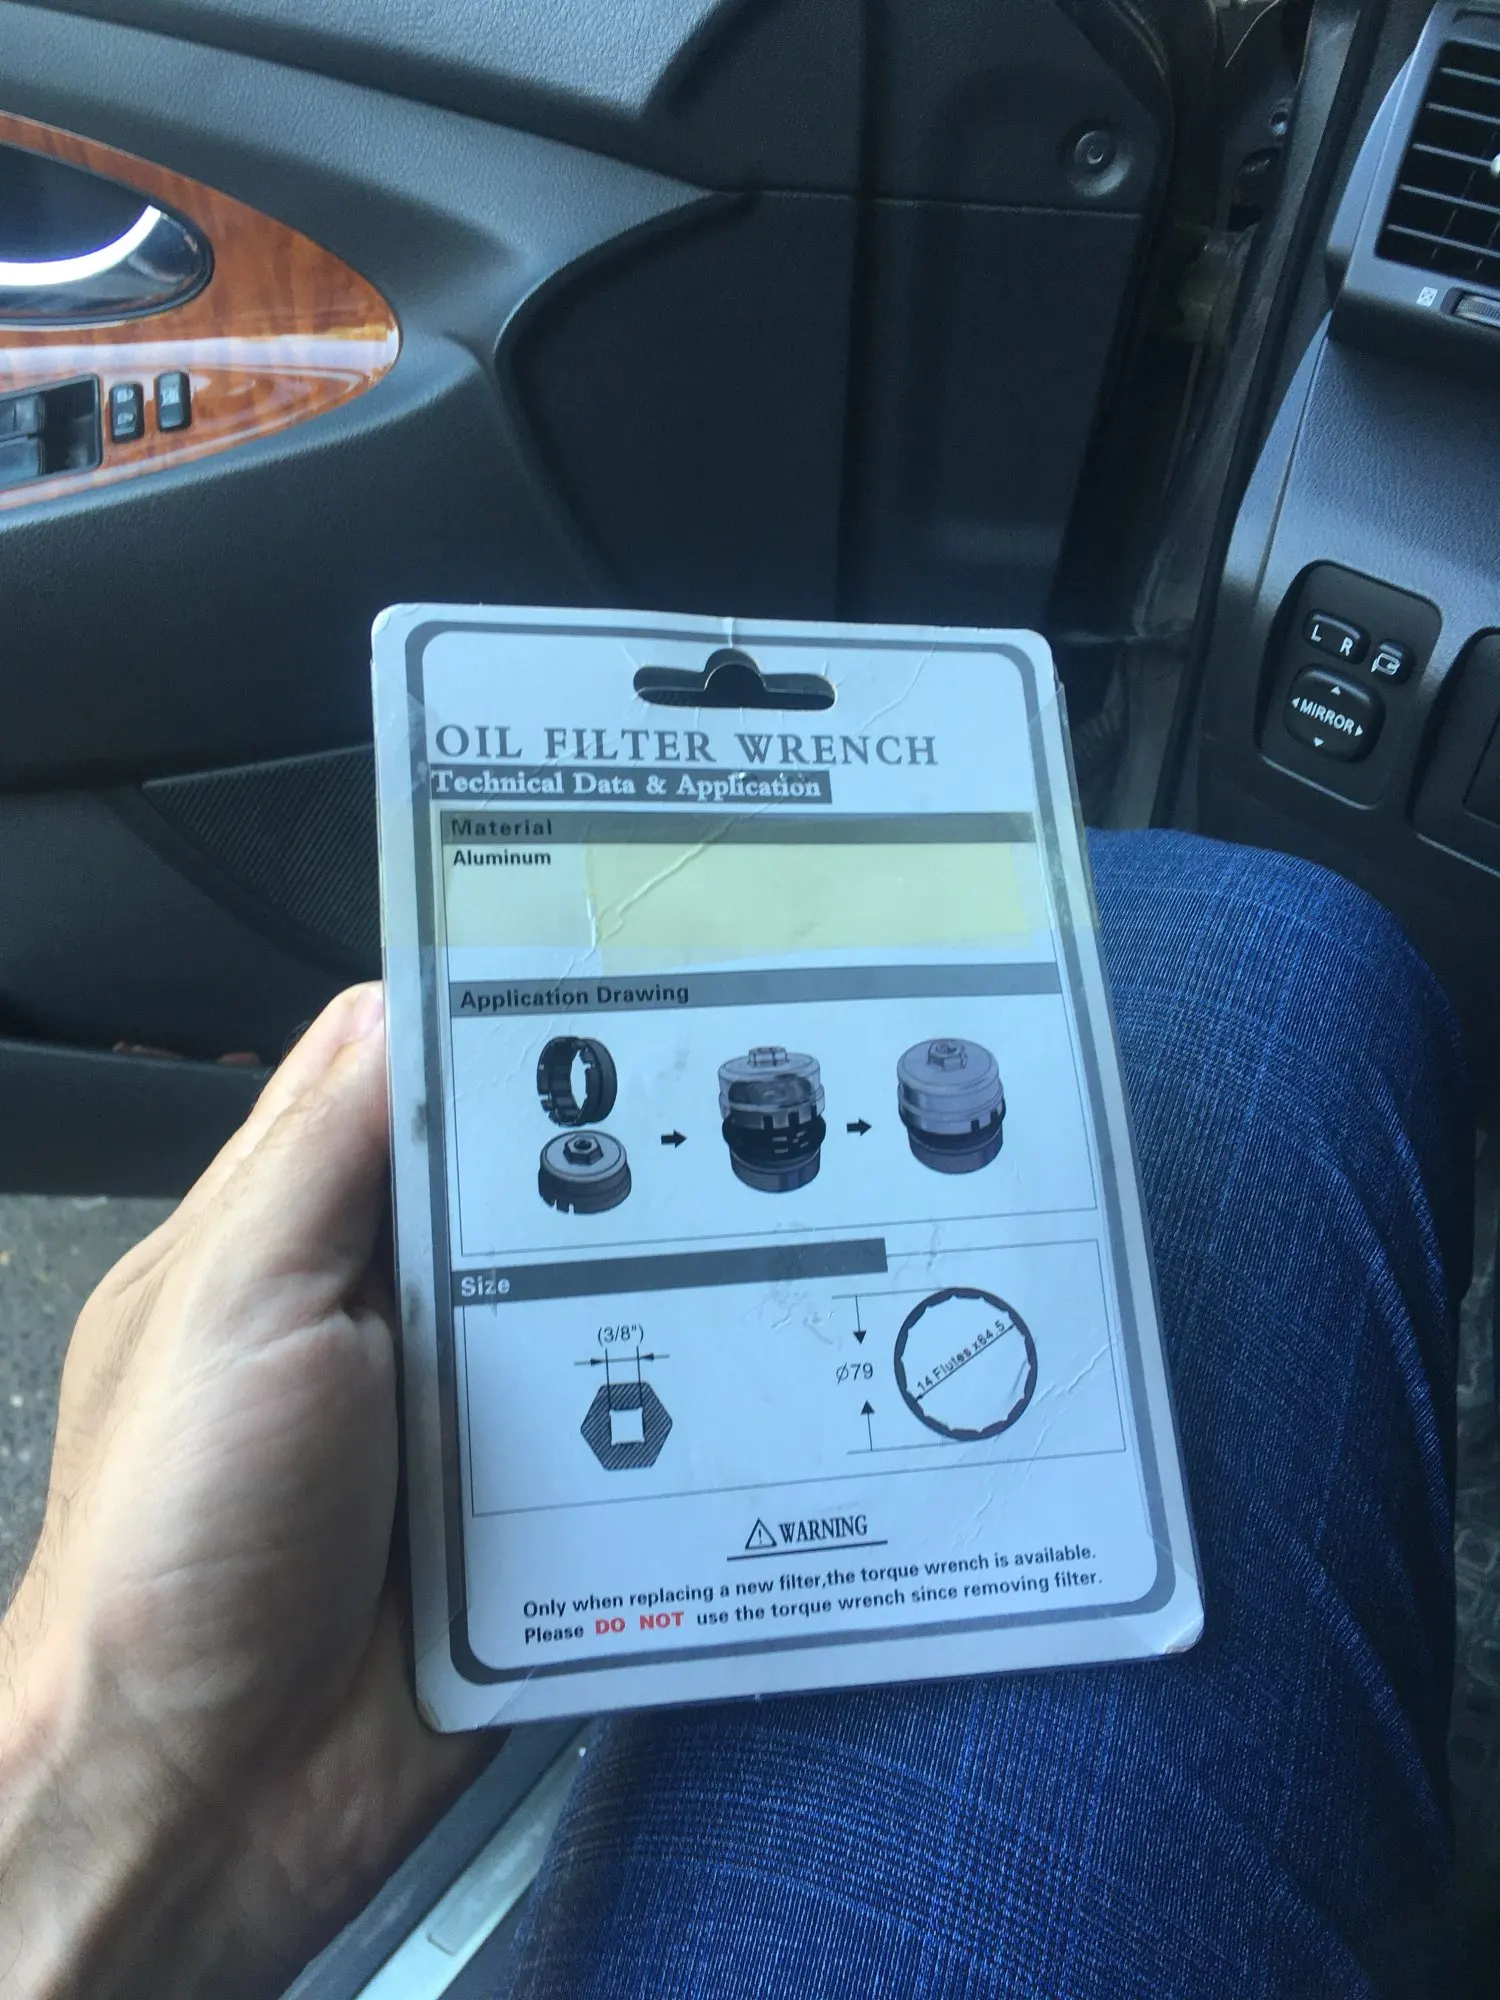 L R
MIRROR
OIL FILTER WRENCH
Technical Data & Application
Material
Aluminum
Application Drawing
Size
(3/8")
Ø79
14 Flutes x64.5
WARNING
Only when replacing a new filter,the torque wrench is available.
Please DO NOT use the torque wrench since removing filter.